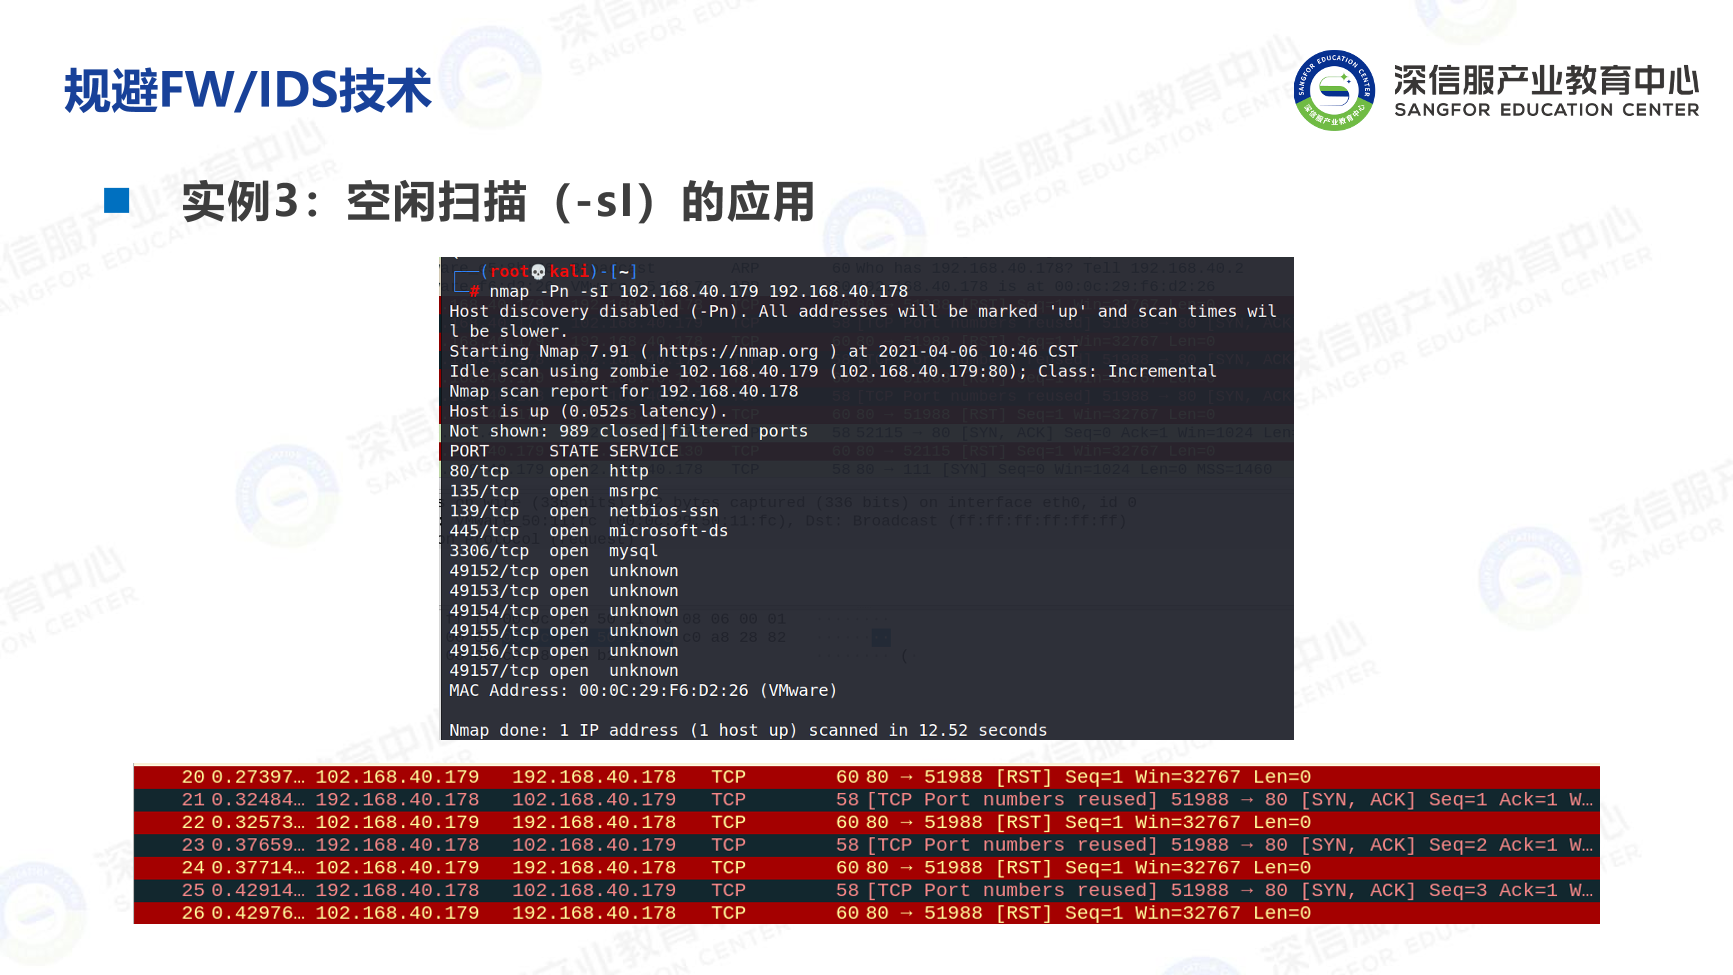 规避FW/IDS技术
SANGFOR EDUCATION CENTER
深信服产业教育中心
深信服产业教育中心
SANGFOR EDUCATION CENTER
实例3：空闲扫描（-sI）的应用
(root💀kali)-[~]
# nmap -Pn -sI 102.168.40.179 192.168.40.178
Host discovery disabled (-Pn). All addresses will be marked 'up' and scan times wil
l be slower.
Starting Nmap 7.91 ( https://nmap.org ) at 2021-04-06 10:46 CST
Idle scan using zombie 102.168.40.179 (102.168.40.179:80); Class: Incremental
Nmap scan report for 192.168.40.178
Host is up (0.052s latency).
Not shown: 989 closed|filtered ports
PORT      STATE SERVICE
80/tcp    open  http
135/tcp   open  msrpc
139/tcp   open  netbios-ssn
445/tcp   open  microsoft-ds
3306/tcp  open  mysql
49152/tcp open  unknown
49153/tcp open  unknown
49154/tcp open  unknown
49155/tcp open  unknown
49156/tcp open  unknown
49157/tcp open  unknown
MAC Address: 00:0C:29:F6:D2:26 (VMware)
Nmap done: 1 IP address (1 host up) scanned in 12.52 seconds
20 0.27397… 102.168.40.179 192.168.40.178 TCP 60 80 → 51988 [RST] Seq=1 Win=32767 Len=0
21 0.32484… 192.168.40.178 102.168.40.179 TCP 58 [TCP Port numbers reused] 51988 → 80 [SYN, ACK] Seq=1 Ack=1 W…
22 0.32573… 102.168.40.179 192.168.40.178 TCP 60 80 → 51988 [RST] Seq=1 Win=32767 Len=0
23 0.37659… 192.168.40.178 102.168.40.179 TCP 58 [TCP Port numbers reused] 51988 → 80 [SYN, ACK] Seq=2 Ack=1 W…
24 0.37714… 102.168.40.179 192.168.40.178 TCP 60 80 → 51988 [RST] Seq=1 Win=32767 Len=0
25 0.42914… 192.168.40.178 102.168.40.179 TCP 58 [TCP Port numbers reused] 51988 → 80 [SYN, ACK] Seq=3 Ack=1 W…
26 0.42976… 102.168.40.179 192.168.40.178 TCP 60 80 → 51988 [RST] Seq=1 Win=32767 Len=0